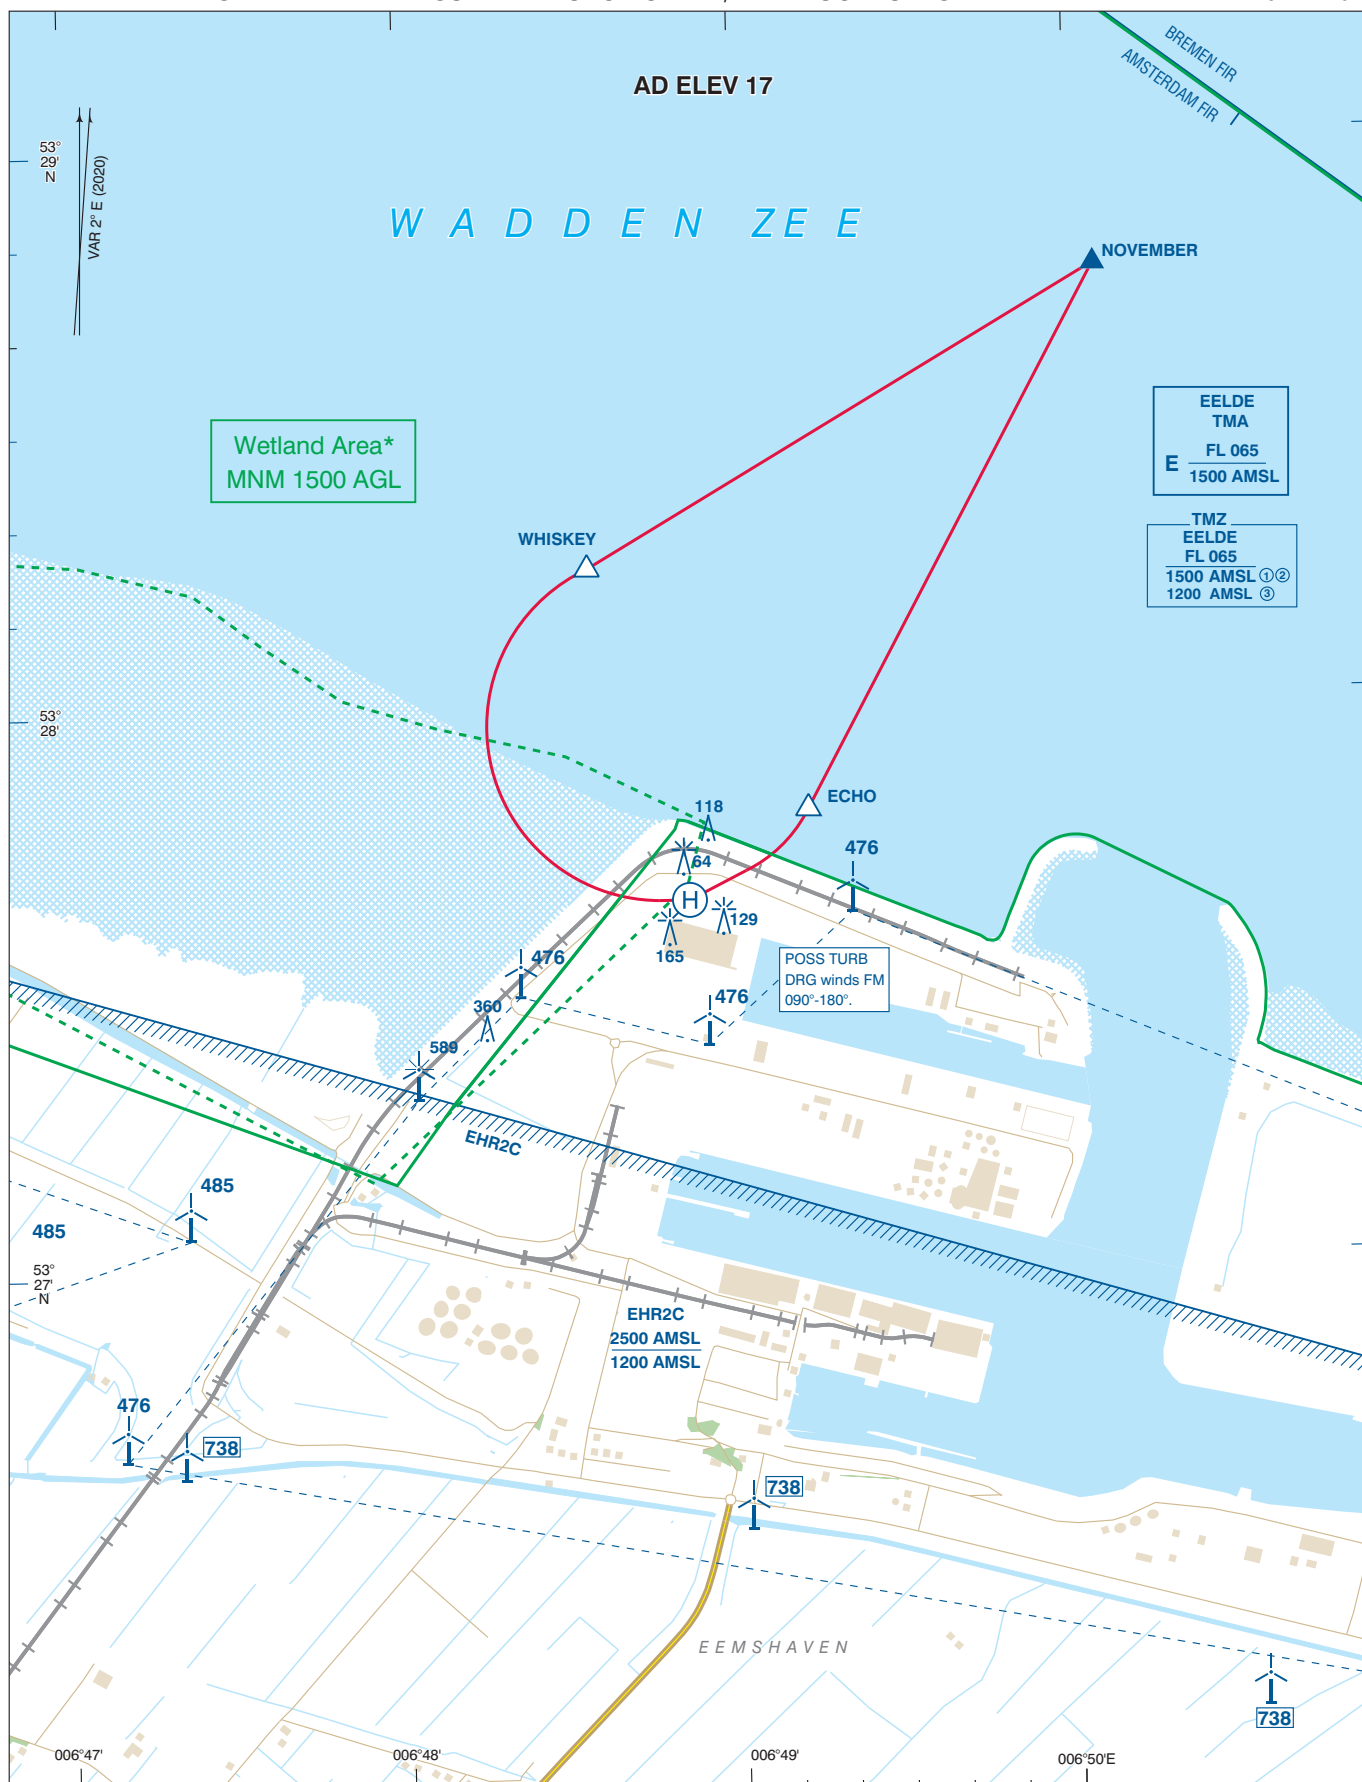 BREMEN FIR
AMSTERDAM FIR
AD ELEV 17
53°
29'
N
VAR 2° E (2020)
WADDEN ZEE
NOVEMBER
EELDE
TMA
E FL 065
1500 AMSL
Wetland Area*
MNM 1500 AGL
TMZ
EELDE
FL 065
1500 AMSL ①②
1200 AMSL ③
WHISKEY
53°
28'
ECHO
118
476
64
H
129
165
476
POSS TURB
DRG winds FM
090°-180°.
476
360
589
EHR2C
485
485
53°
27'
N
EHR2C
2500 AMSL
1200 AMSL
476
738
738
EEMSHAVEN
738
006°47'
006°48'
006°49'
006°50'E